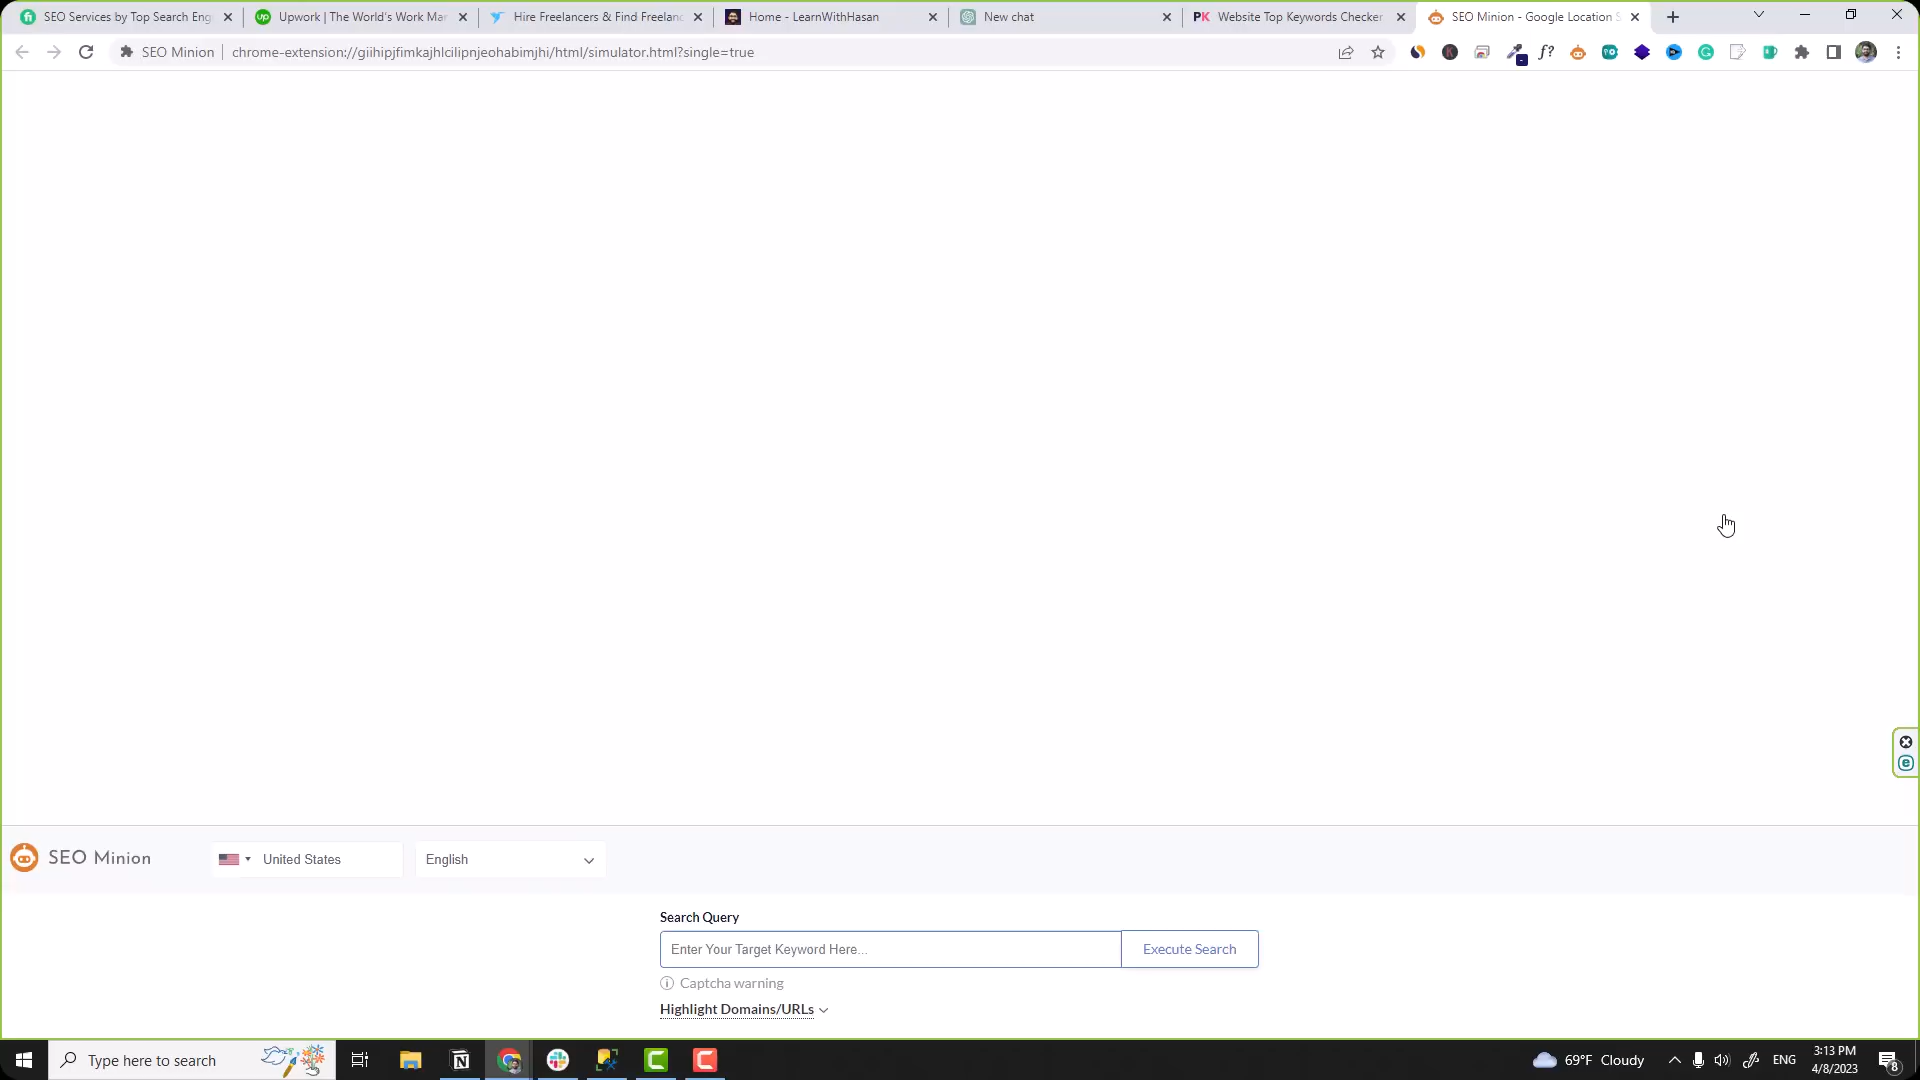 SEO Services by Top Search Eng
Upwork | The World's Work Mar
Hire Freelancers & Find Freelanc
Home - LearnWithHasan
New chat
PK Website Top Keywords Checker
SEO Minion - Google Location S
SEO Minion
chrome-extension://giihipjfimkajhlcilipnjeohabimjhi/html/simulator.html?single=true
SEO Minion
United States
English
Search Query
Enter Your Target Keyword Here...
Execute Search
Captcha warning
Highlight Domains/URLs
Type here to search
69°F Cloudy
ENG
3:13 PM
4/8/2023
8